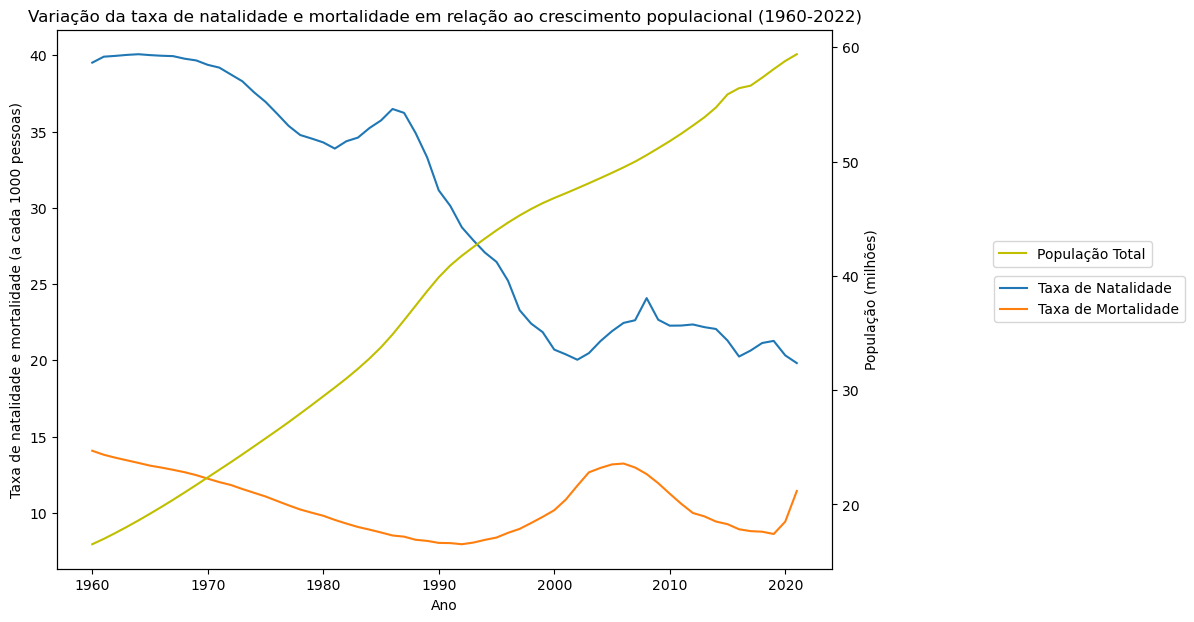 Variação da taxa de natalidade e mortalidade em relação ao crescimento populacional (1960-2022)
Taxa de natalidade e mortalidade (a cada 1000 pessoas)
40
35
30
25
20
15
10
1960
1970
1980
1990
2000
2010
2020
Ano
60
50
40
30
20
População (milhões)
População Total
Taxa de Natalidade
Taxa de Mortalidade